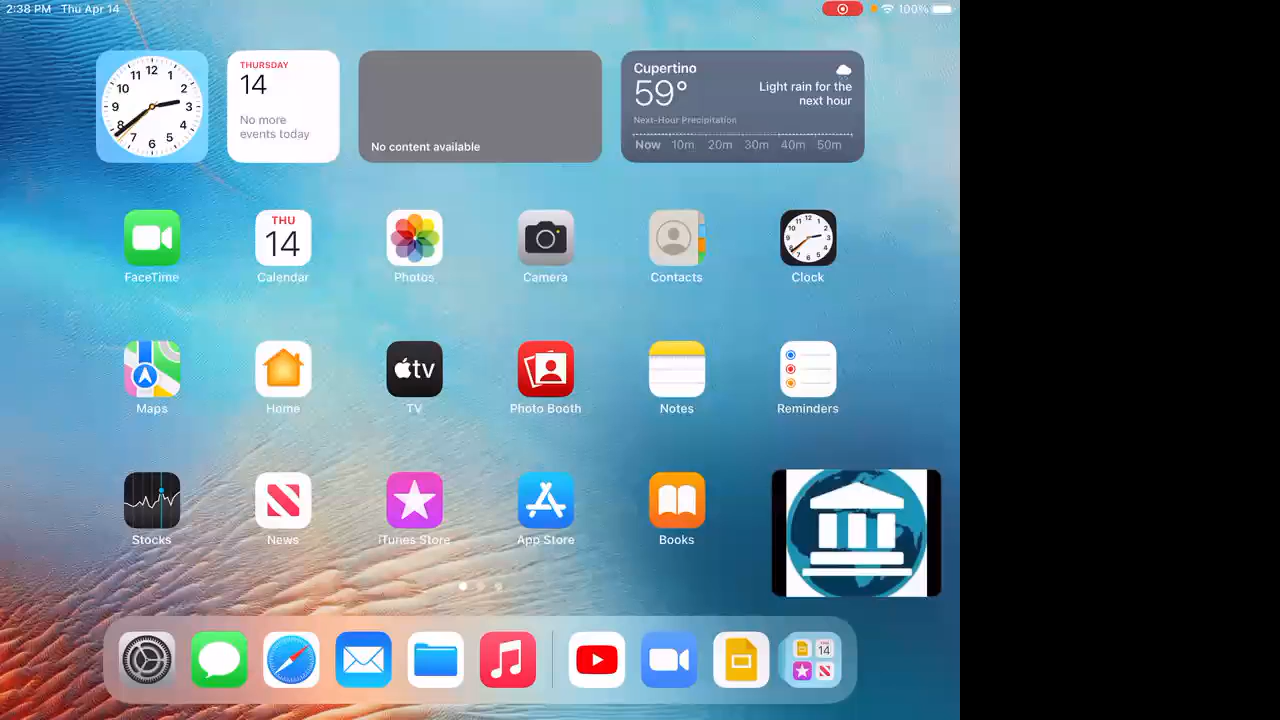 2:38 PM Thu Apr 14
100%
12
11 1
10 2
9 3
8 4
7 5
6
THURSDAY
14
No more
events today
No content available
Cupertino
59°
Light rain for the
next hour
Next-Hour Precipitation
Now 10m 20m 30m 40m 50m
THU
14
FaceTime Calendar Photos Camera Contacts Clock
tv
Maps Home TV Photo Booth Notes Reminders
Stocks News iTunes Store App Store Books
14